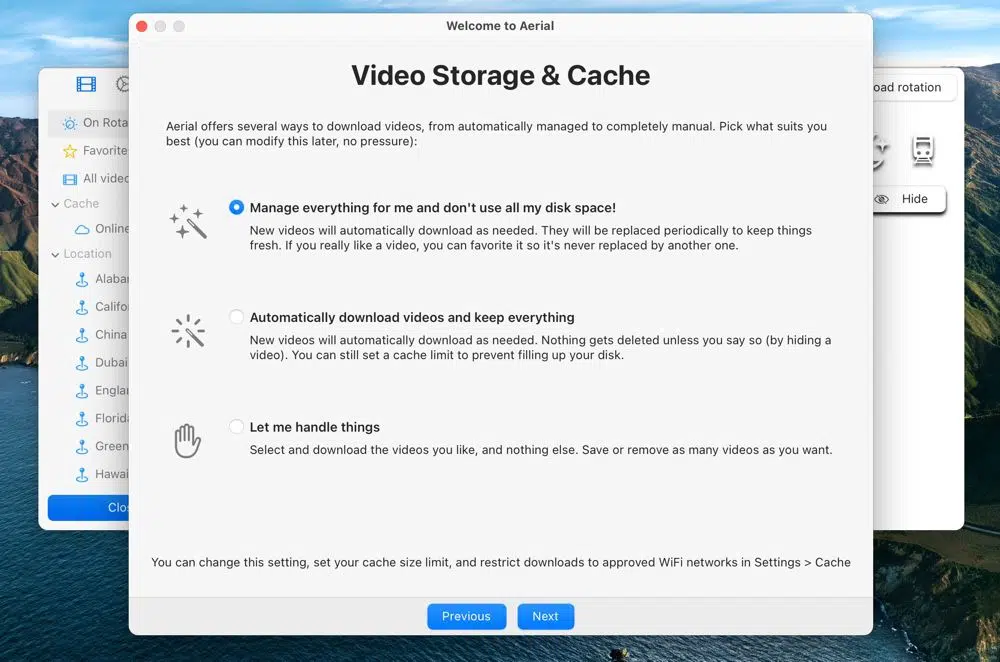 Welcome to Aerial
Video Storage & Cache
Aerial offers several ways to download videos, from automatically managed to completely manual. Pick what suits you
best (you can modify this later, no pressure):
Manage everything for me and don't use all my disk space!
New videos will automatically download as needed. They will be replaced periodically to keep things
fresh. If you really like a video, you can favorite it so it's never replaced by another one.
Automatically download videos and keep everything
New videos will automatically download as needed. Nothing gets deleted unless you say so (by hiding a
video). You can still set a cache limit to prevent filling up your disk.
Let me handle things
Select and download the videos you like, and nothing else. Save or remove as many videos as you want.
You can change this setting, set your cache size limit, and restrict downloads to approved WiFi networks in Settings > Cache
Previous
Next
On Rota
Favorite
All video
Cache
Online
Location
Alabar
Califo
China
Dubai
Englar
Florida
Green
Hawai
Clo
oad rotation
Hide